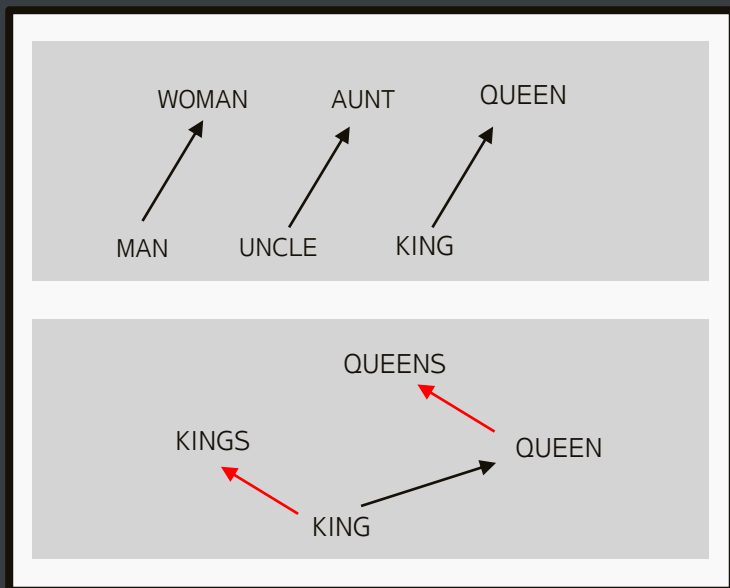 WOMAN AUNT QUEEN
MAN UNCLE KING
QUEENS
KINGS QUEEN
KING